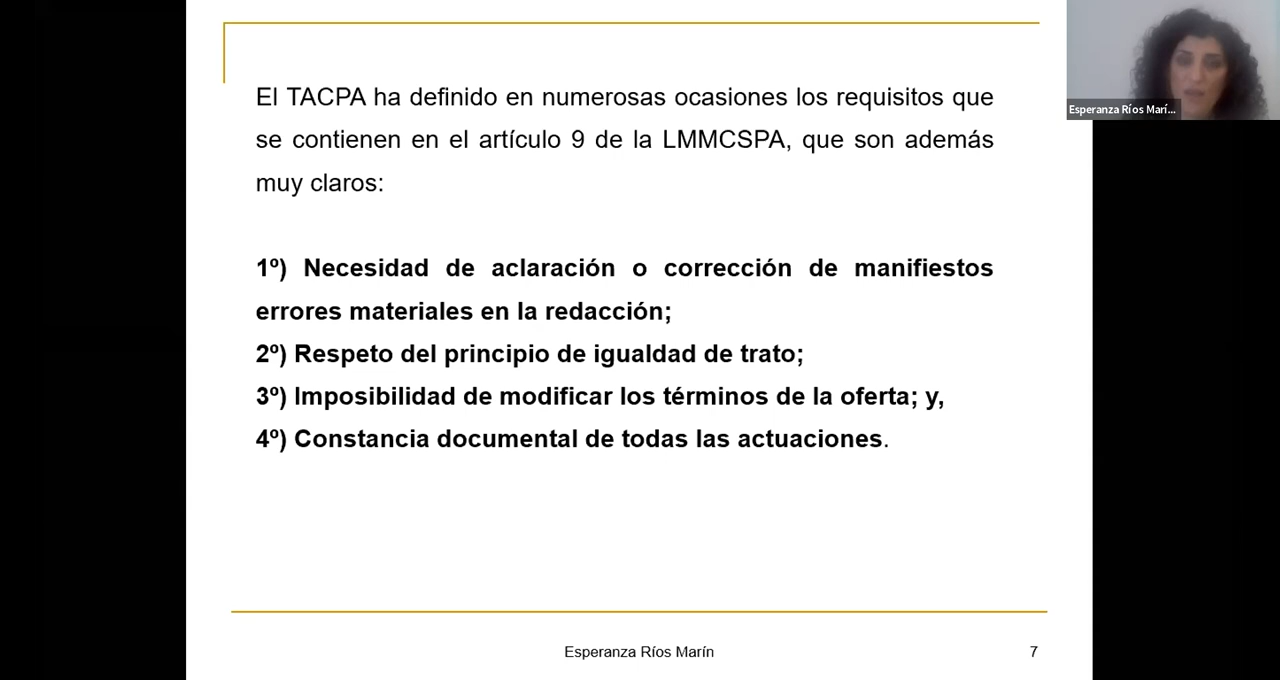 El TACPA ha definido en numerosas ocasiones los requisitos que
se contienen en el artículo 9 de la LMMCSPA, que son además
muy claros:
1º) Necesidad de aclaración o corrección de manifiestos
errores materiales en la redacción;
2º) Respeto del principio de igualdad de trato;
3º) Imposibilidad de modificar los términos de la oferta; y,
4º) Constancia documental de todas las actuaciones.
Esperanza Ríos Marín
7
Esperanza Ríos Marí...